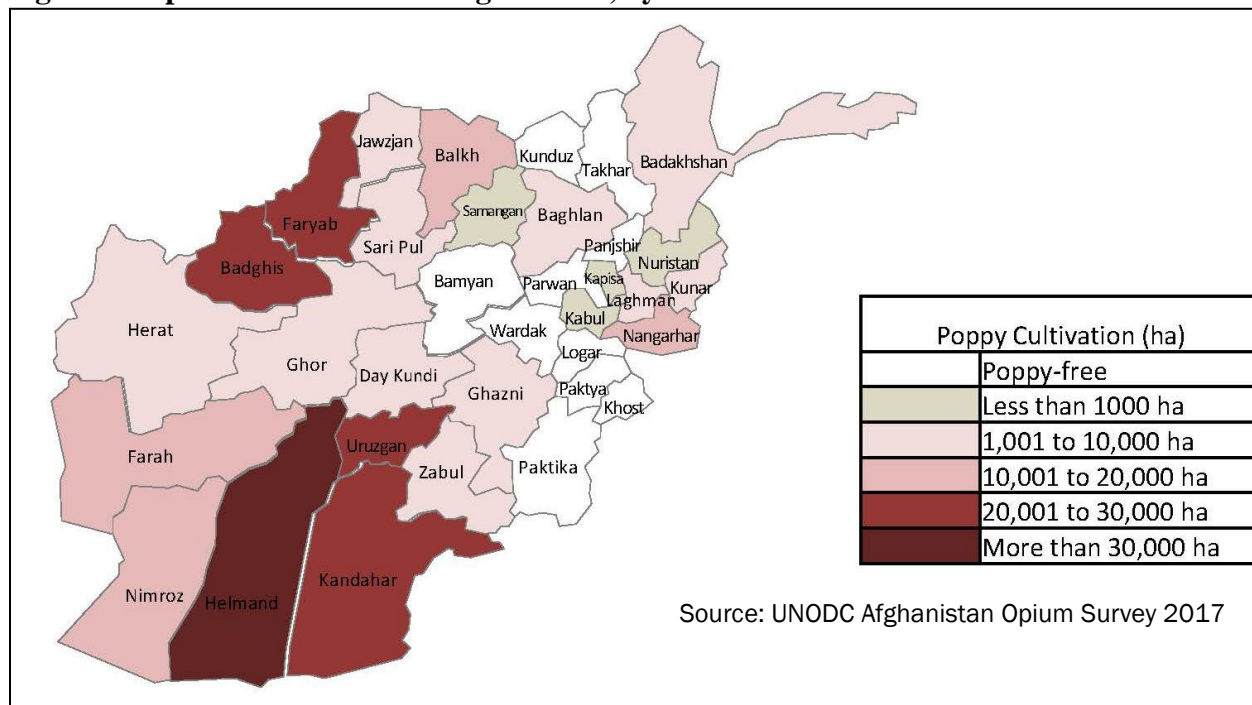 Jawzjan
Balkh
Kunduz
Takhar
Badakhshan
Faryab
Samangan
Baghlan
Sari Pul
Panjshir
Badghis
Nuristan
Bamyan
Parwan
Kapisa
Kunar
Laghman
Kabul
Herat
Wardak
Nangarhar
Logar
Ghor
Day Kundi
Ghazni
Paktya
Khost
Uruzgan
Farah
Zabul
Paktika
Kandahar
Nimroz
Helmand
Poppy Cultivation (ha)
Poppy-free
Less than 1000 ha
1,001 to 10,000 ha
10,001 to 20,000 ha
20,001 to 30,000 ha
More than 30,000 ha
Source: UNODC Afghanistan Opium Survey 2017